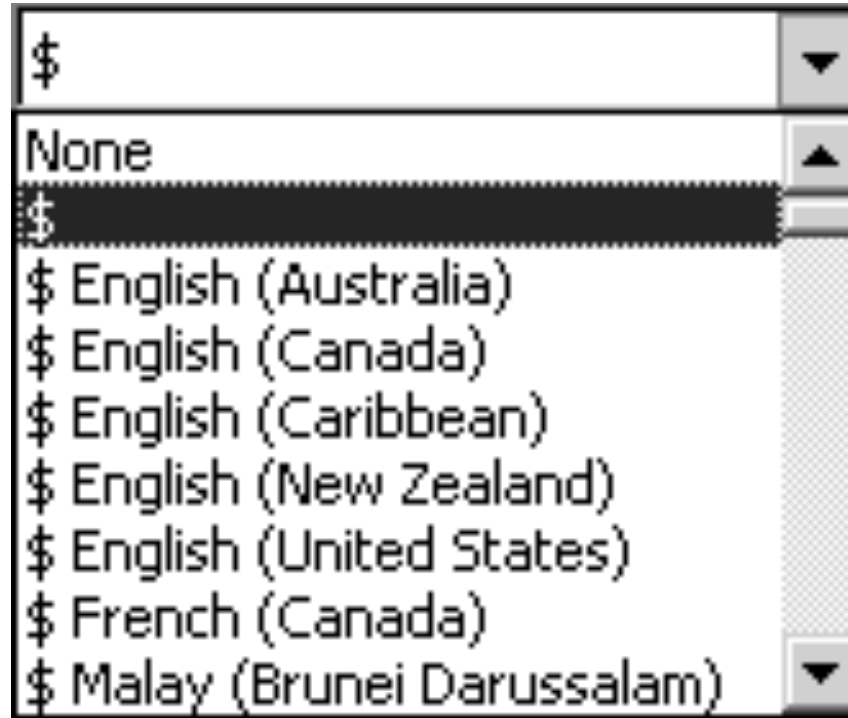 $
None
$
$ English (Australia)
$ English (Canada)
$ English (Caribbean)
$ English (New Zealand)
$ English (United States)
$ French (Canada)
$ Malay (Brunei Darussalam)